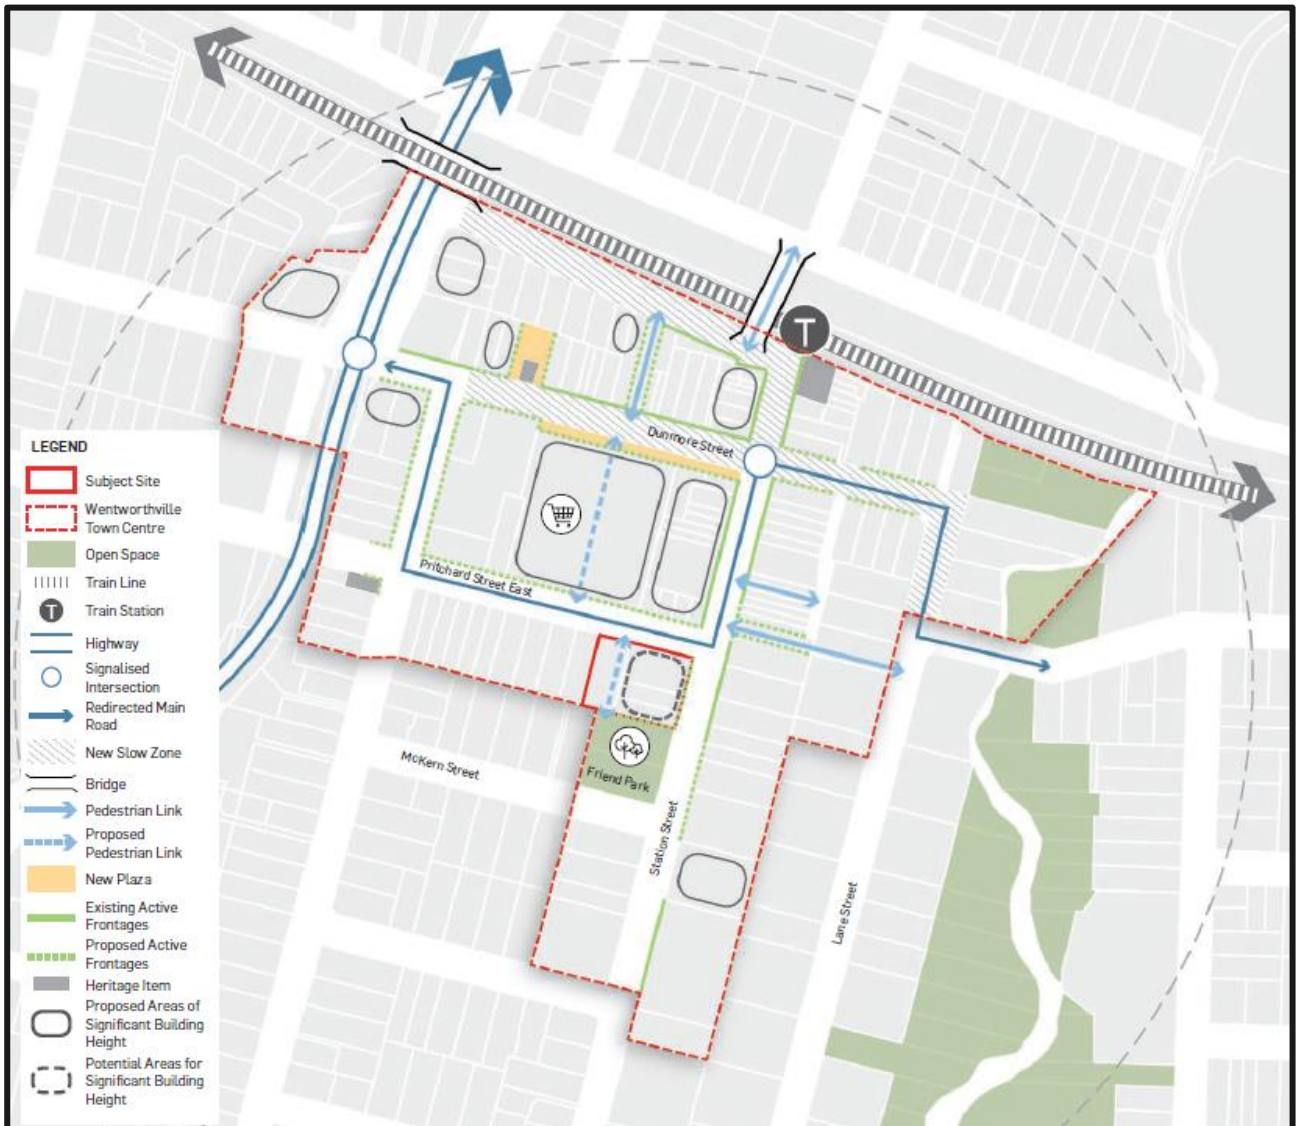 T
Dunmore Street
LEGEND
Subject Site
Wentworthville
Town Centre
Open Space
Train Line
T
Train Station
Highway
Signalised
Intersection
Redirected Main
Road
New Slow Zone
Bridge
Pedestrian Link
Proposed
Pedestrian Link
New Plaza
Existing Active
Frontages
Proposed Active
Frontages
Heritage Item
Proposed Areas of
Significant Building
Height
Potential Areas for
Significant Building
Height
Pritchard Street East
McKern Street
Friend Park
Station Street
Lane Street